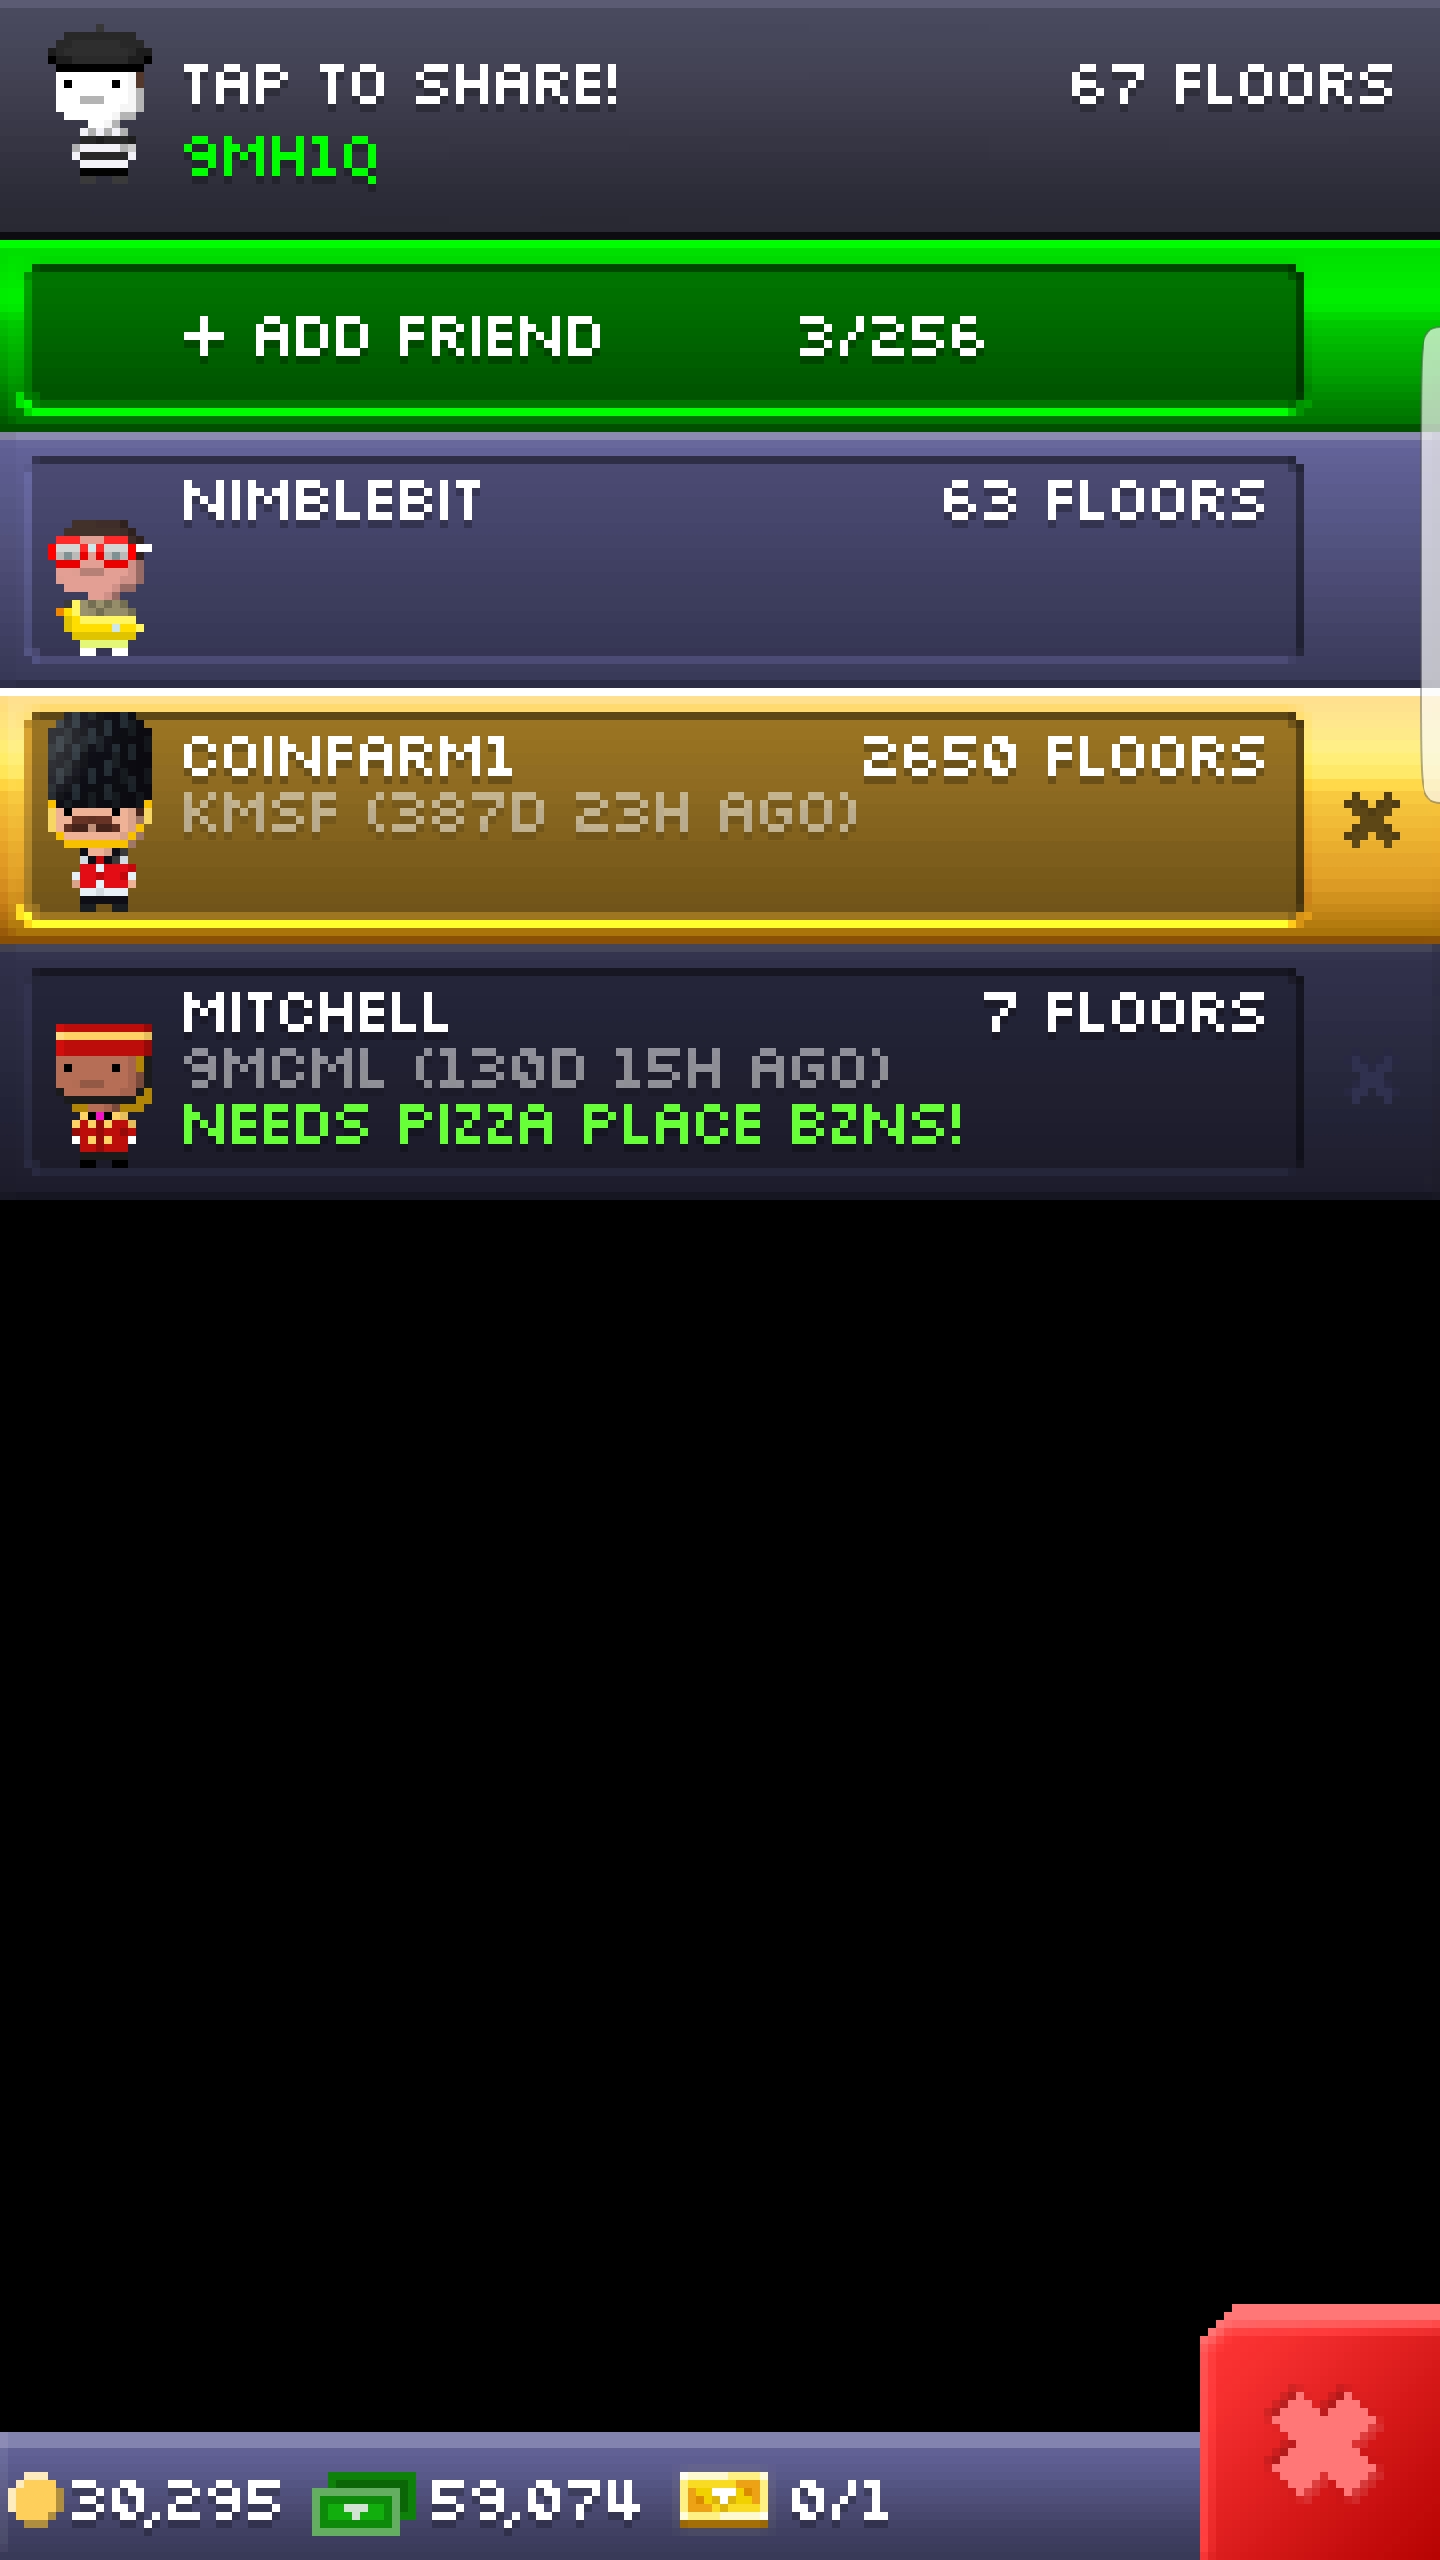 TAP TO SHARE! 67 FLOORS
9MH1Q
+ ADD FRIEND 3/256
NIMBLEBIT 63 FLOORS
COINFARM1 2650 FLOORS
KMSF (387D 23H AGO)
MITCHELL 7 FLOORS
9MCML (130D 15H AGO)
NEEDS PIZZA PLACE BZNS!
30,295 59,074 0/1